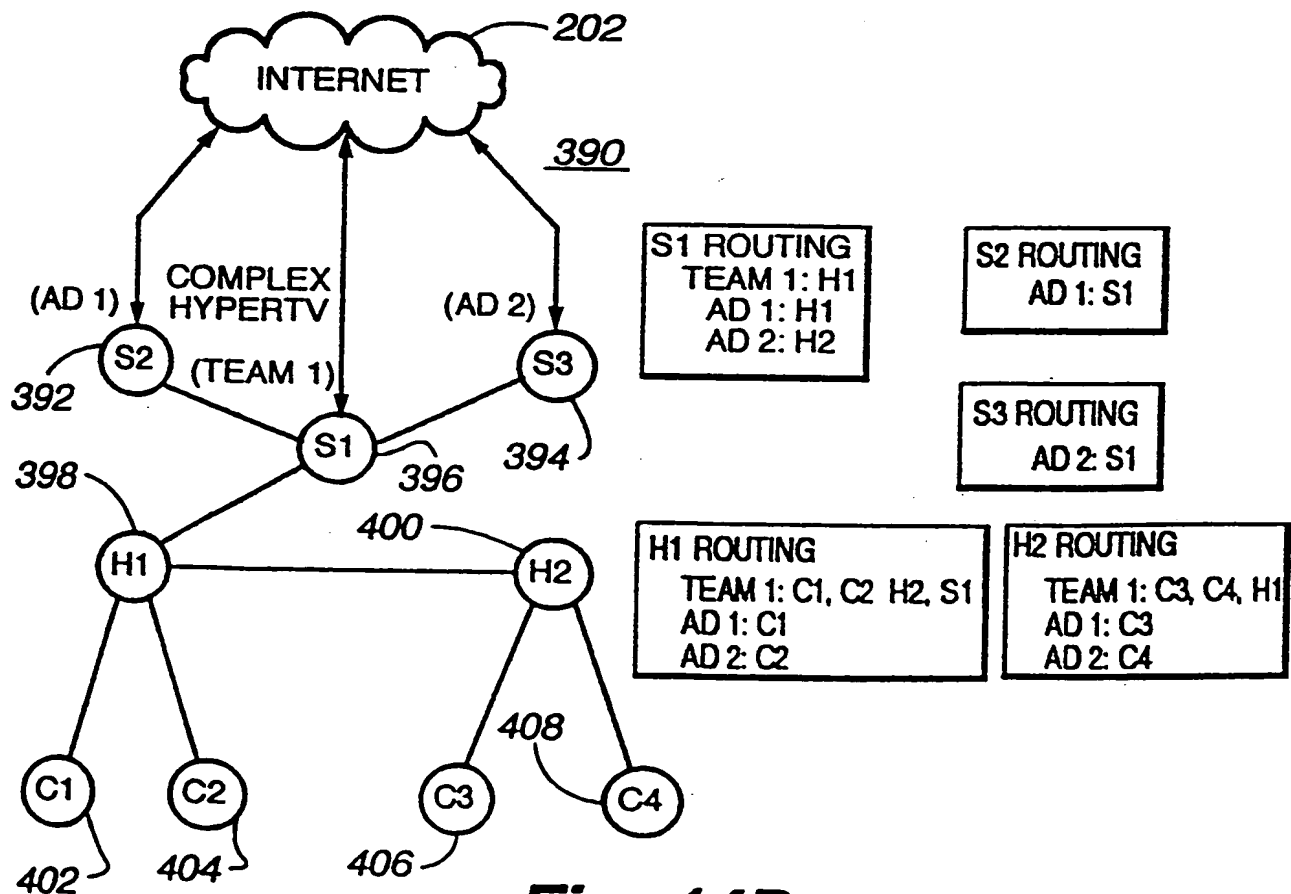 202
INTERNET
390
COMPLEX
HYPERTV
(AD 1)
(AD 2)
(TEAM 1)
S2
392
S3
394
S1
396
S1 ROUTING
TEAM 1: H1
AD 1: H1
AD 2: H2
S2 ROUTING
AD 1: S1
S3 ROUTING
AD 2: S1
398
400
H1
H2
H1 ROUTING
TEAM 1: C1, C2 H2, S1
AD 1: C1
AD 2: C2
H2 ROUTING
TEAM 1: C3, C4, H1
AD 1: C3
AD 2: C4
408
C1
C2
C3
C4
402
404
406